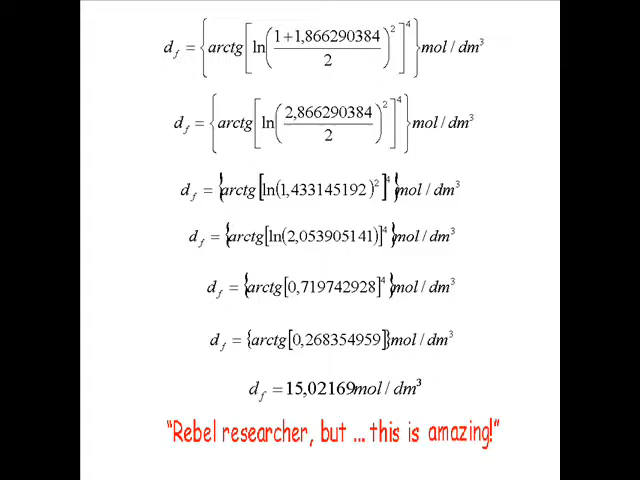 d_f = {arctg[ln((1+1,866290384)/2)^2]^4} mol / dm^3
d_f = {arctg[ln((2,866290384)/2)^2]^4} mol / dm^3
d_f = {arctg[ln(1,433145192)^2]^4} mol / dm^3
d_f = {arctg[ln(2,053905141)]^4} mol / dm^3
d_f = {arctg[0,719742928]^4} mol / dm^3
d_f = {arctg[0,268354959]} mol / dm^3
d_f = 15,02169 mol / dm^3
"Rebel researcher, but ... this is amazing!"